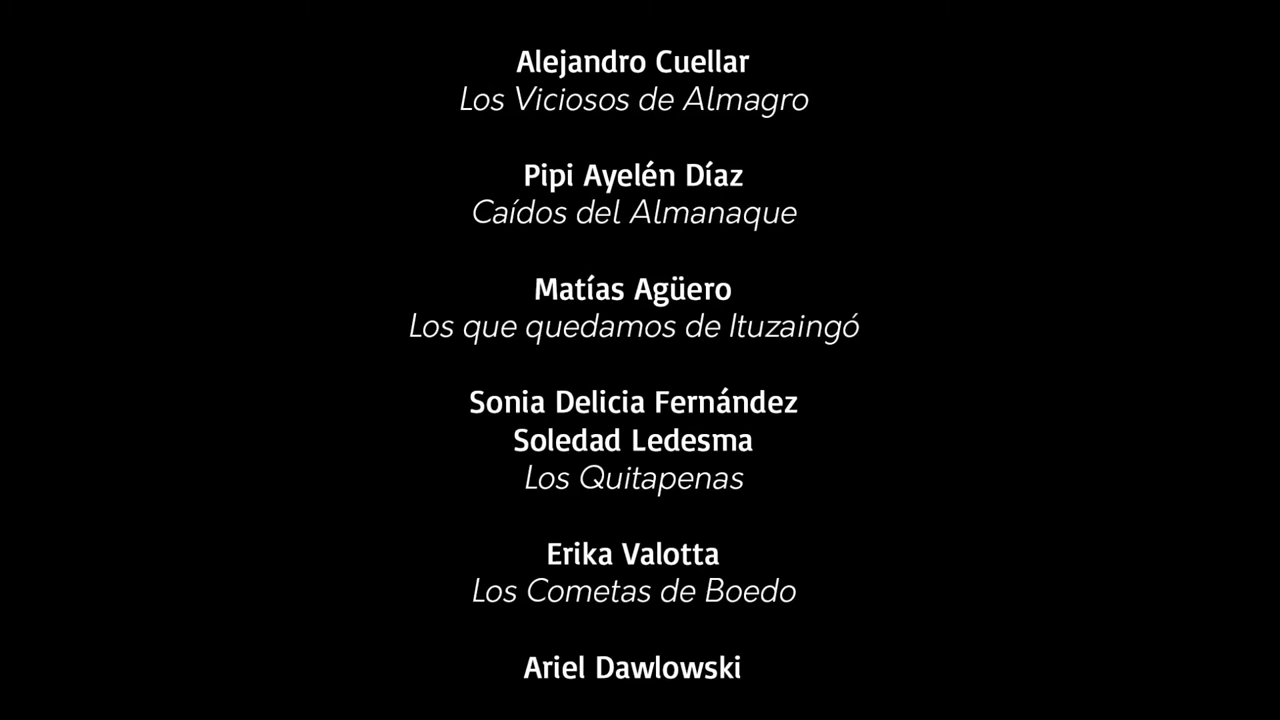 Alejandro Cuellar
Los Viciosos de Almagro
Pipi Ayelén Díaz
Caídos del Almanaque
Matías Agüero
Los que quedamos de Ituzaingó
Sonia Delicia Fernández
Soledad Ledesma
Los Quitapenas
Erika Valotta
Los Cometas de Boedo
Ariel Dawlowski